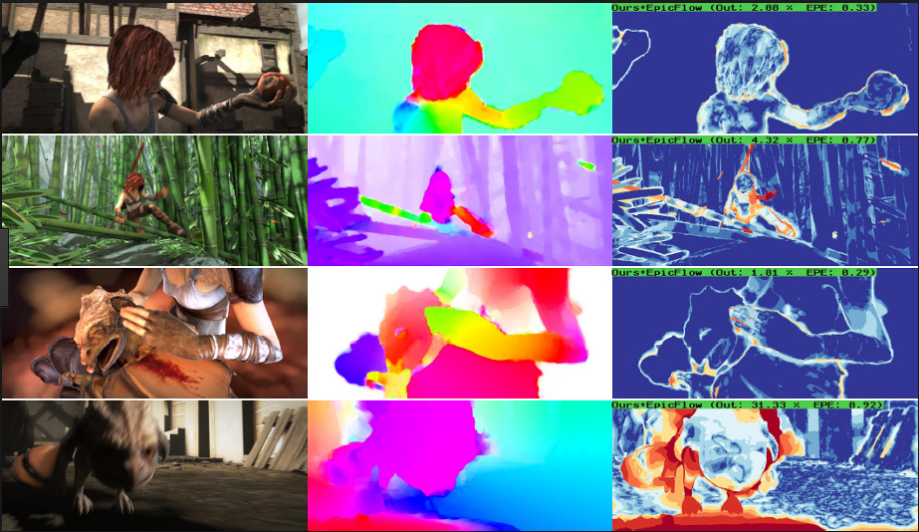 Ours+EpicFlow (Out: 2.08 %  EPE: 0.33)
Ours+EpicFlow (Out: 4.32 %  EPE: 0.77)
Ours+EpicFlow (Out: 1.81 %  EPE: 0.29)
Ours+EpicFlow (Out: 31.33 %  EPE: 8.92)